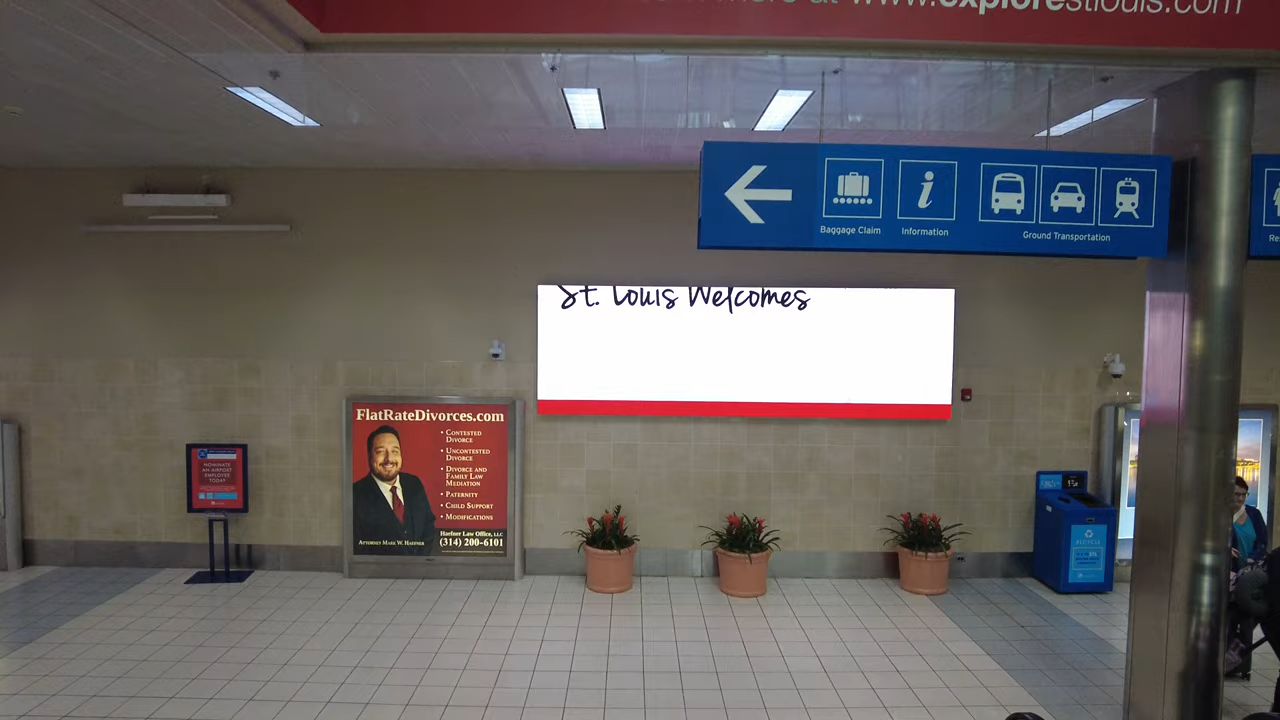 www.explorestlouis.com
Baggage Claim
Information
Ground Transportation
St. Louis Welcomes
FlatRateDivorces.com
• Contested Divorce
• Uncontested Divorce
• Divorce and Family Law Mediation
• Paternity
• Child Support
• Modifications
Attorney Mark W. Haefner
Haefner Law Office, LLC
(314) 200-6101
NOMINATE
AN AIRPORT
EMPLOYEE
TODAY
RECYCLE